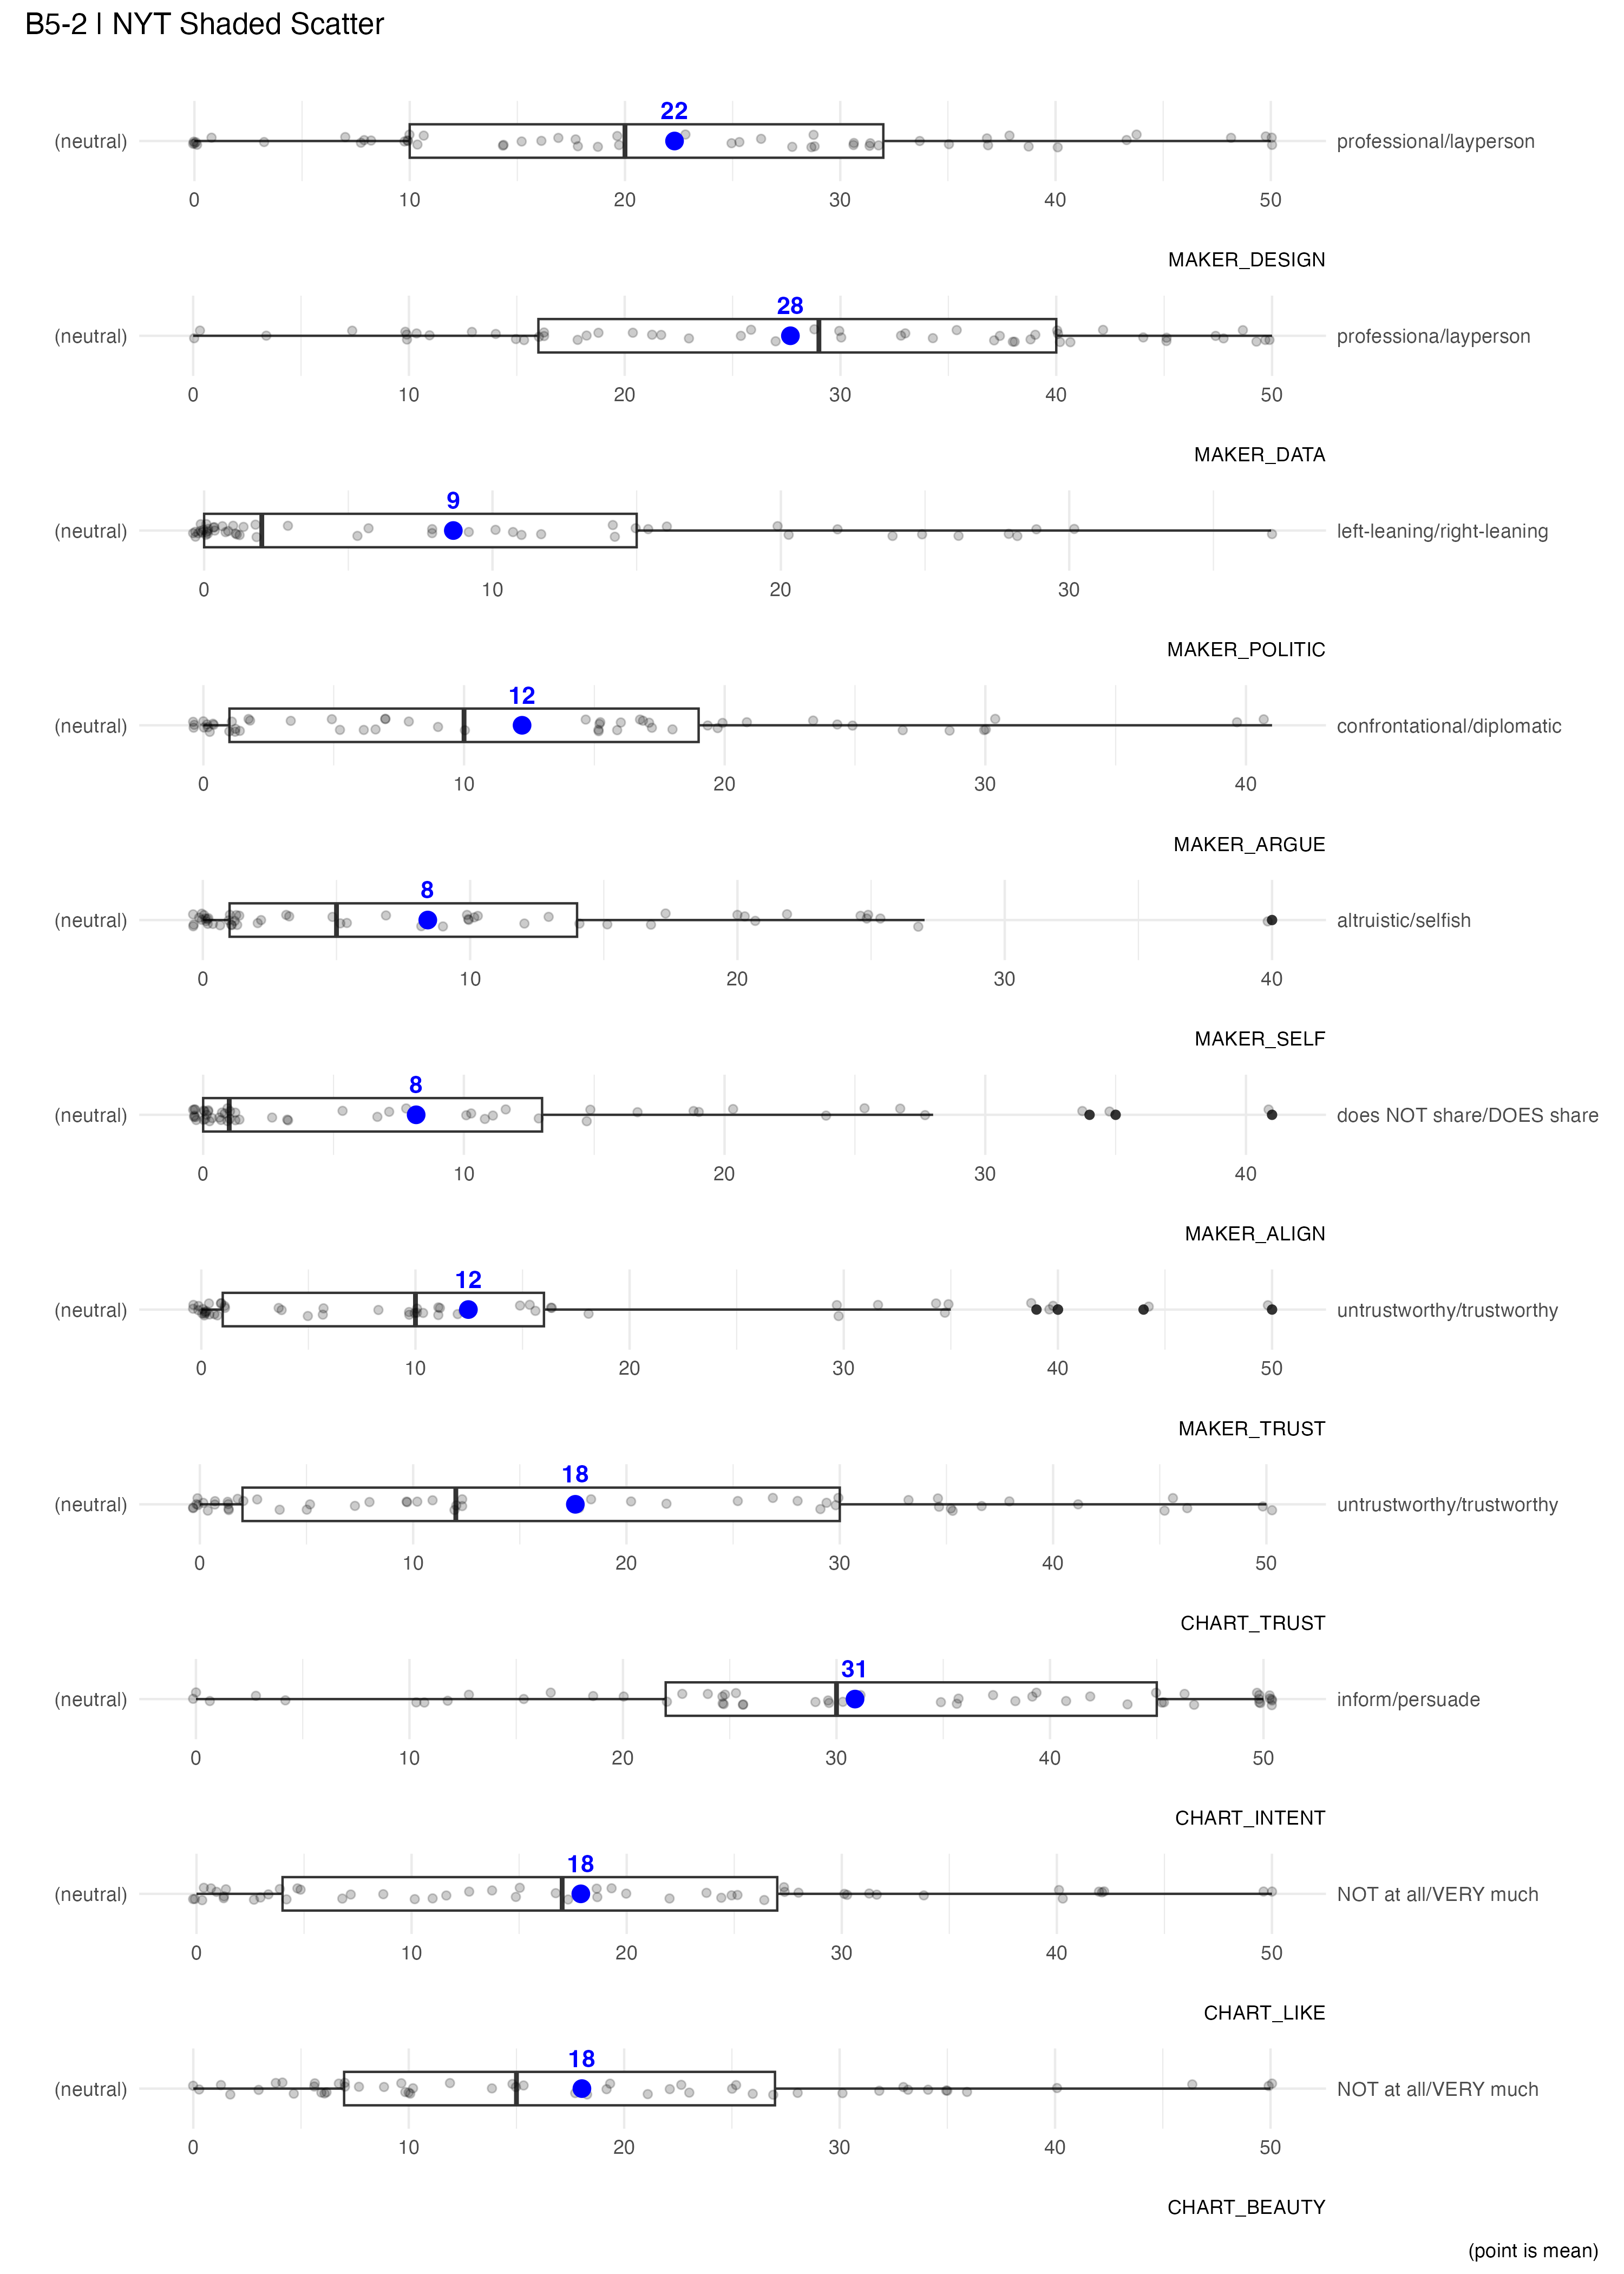 B5-2 | NYT Shaded Scatter
22
(neutral) professional/layperson
0 10 20 30 40 50
MAKER_DESIGN
28
(neutral) professiona/layperson
0 10 20 30 40 50
MAKER_DATA
9
(neutral) left-leaning/right-leaning
0 10 20 30
MAKER_POLITIC
12
(neutral) confrontational/diplomatic
0 10 20 30 40
MAKER_ARGUE
8
(neutral) altruistic/selfish
0 10 20 30 40
MAKER_SELF
8
(neutral) does NOT share/DOES share
0 10 20 30 40
MAKER_ALIGN
12
(neutral) untrustworthy/trustworthy
0 10 20 30 40 50
MAKER_TRUST
18
(neutral) untrustworthy/trustworthy
0 10 20 30 40 50
CHART_TRUST
31
(neutral) inform/persuade
0 10 20 30 40 50
CHART_INTENT
18
(neutral) NOT at all/VERY much
0 10 20 30 40 50
CHART_LIKE
18
(neutral) NOT at all/VERY much
0 10 20 30 40 50
CHART_BEAUTY
(point is mean)